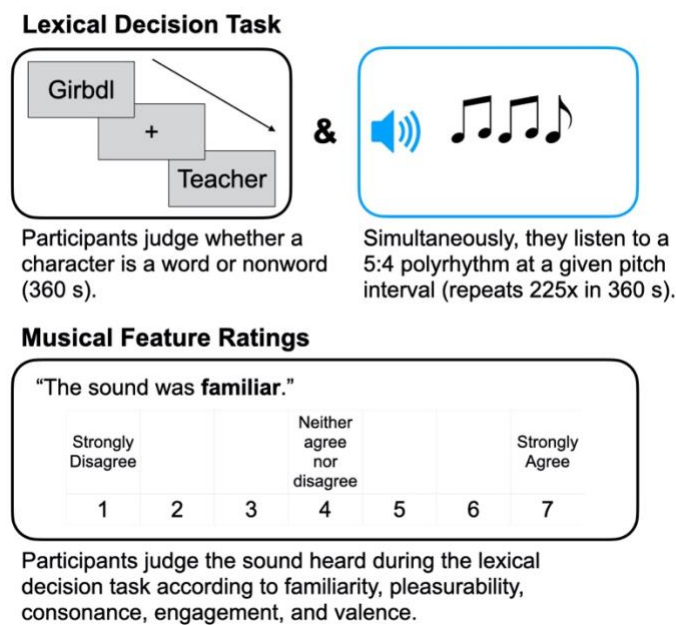 Lexical Decision Task
Girbdl
+
Teacher
&
Participants judge whether a
character is a word or nonword
(360 s).
Simultaneously, they listen to a
5:4 polyrhythm at a given pitch
interval (repeats 225x in 360 s).
Musical Feature Ratings
“The sound was familiar.”
Strongly
Disagree
Neither
agree
nor
disagree
Strongly
Agree
1 2 3 4 5 6 7
Participants judge the sound heard during the lexical
decision task according to familiarity, pleasurability,
consonance, engagement, and valence.